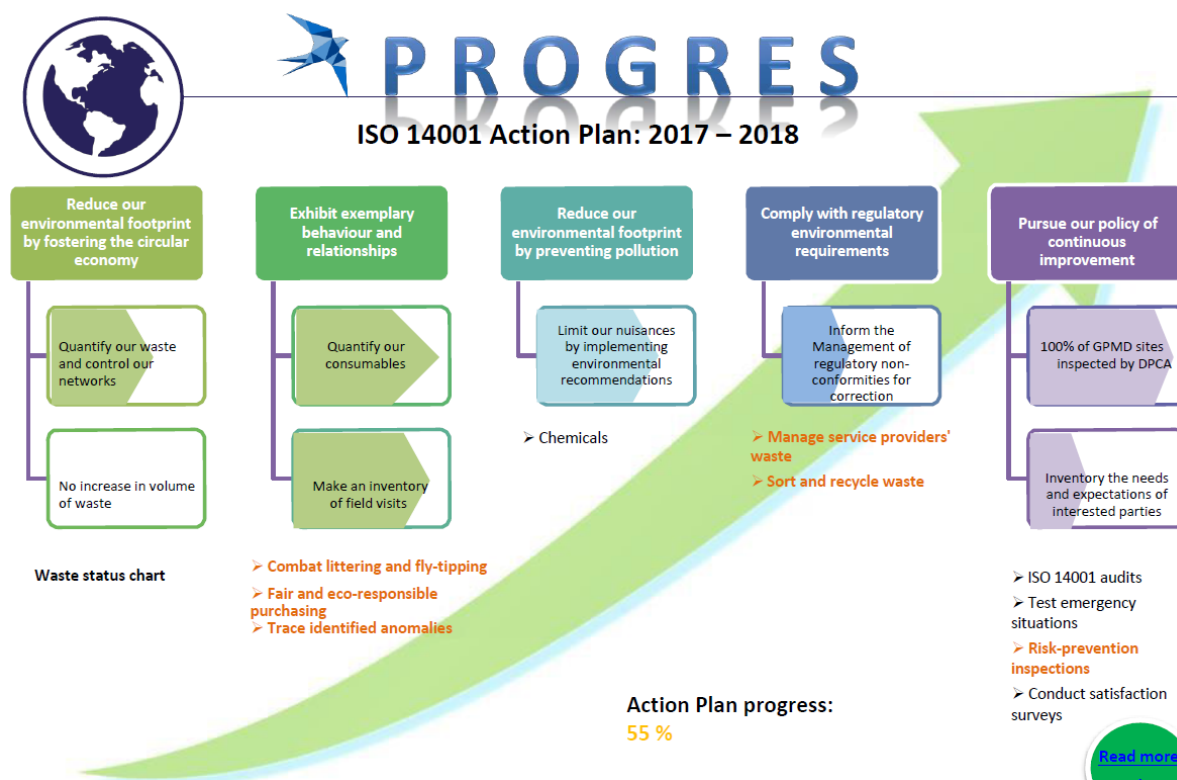 PROGRES
ISO 14001 Action Plan: 2017 – 2018
Reduce our
environmental footprint
by fostering the circular
economy
Quantify our waste
and control our
networks
No increase in volume
of waste
Waste status chart
Exhibit exemplary
behaviour and
relationships
Quantify our
consumables
Make an inventory
of field visits
➢ Combat littering and fly-tipping
➢ Fair and eco-responsible
purchasing
➢ Trace identified anomalies
Reduce our
environmental footprint
by preventing pollution
Limit our nuisances
by implementing
environmental
recommendations
➢ Chemicals
Comply with regulatory
environmental
requirements
Inform the
Management of
regulatory non-
conformities for
correction
➢ Manage service providers'
waste
➢ Sort and recycle waste
Pursue our policy of
continuous
improvement
100% of GPMD sites
inspected by DPCA
Inventory the needs
and expectations of
interested parties
➢ ISO 14001 audits
➢ Test emergency
situations
➢ Risk-prevention
inspections
➢ Conduct satisfaction
surveys
Action Plan progress:
55 %
Read more